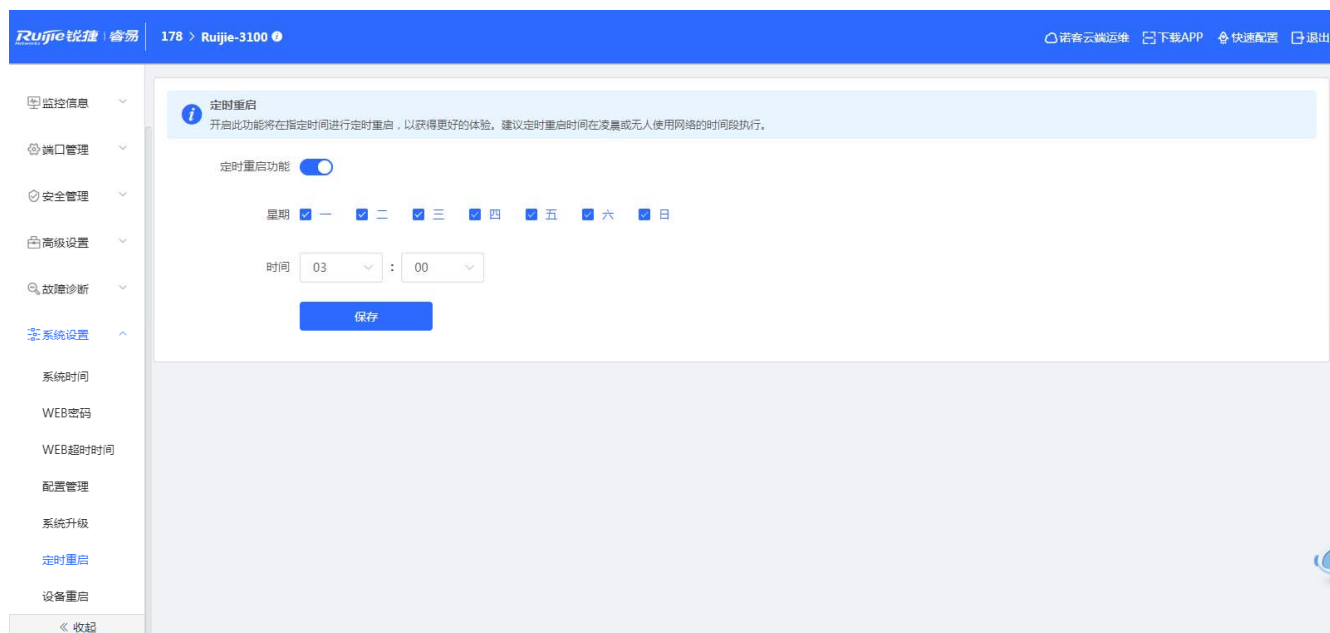 Ruijie锐捷 | 睿易 178 > Ruijie-3100 诺客云端运维 下载APP 快速配置 退出
Networks
监控信息
端口管理
安全管理
高级设置
故障诊断
系统设置
系统时间
WEB密码
WEB超时时间
配置管理
系统升级
定时重启
设备重启
« 收起
定时重启
开启此功能将在指定时间进行定时重启，以获得更好的体验。建议定时重启时间在凌晨或无人使用网络的时间段执行。
定时重启功能
星期 一 二 三 四 五 六 日
时间 03 : 00
保存